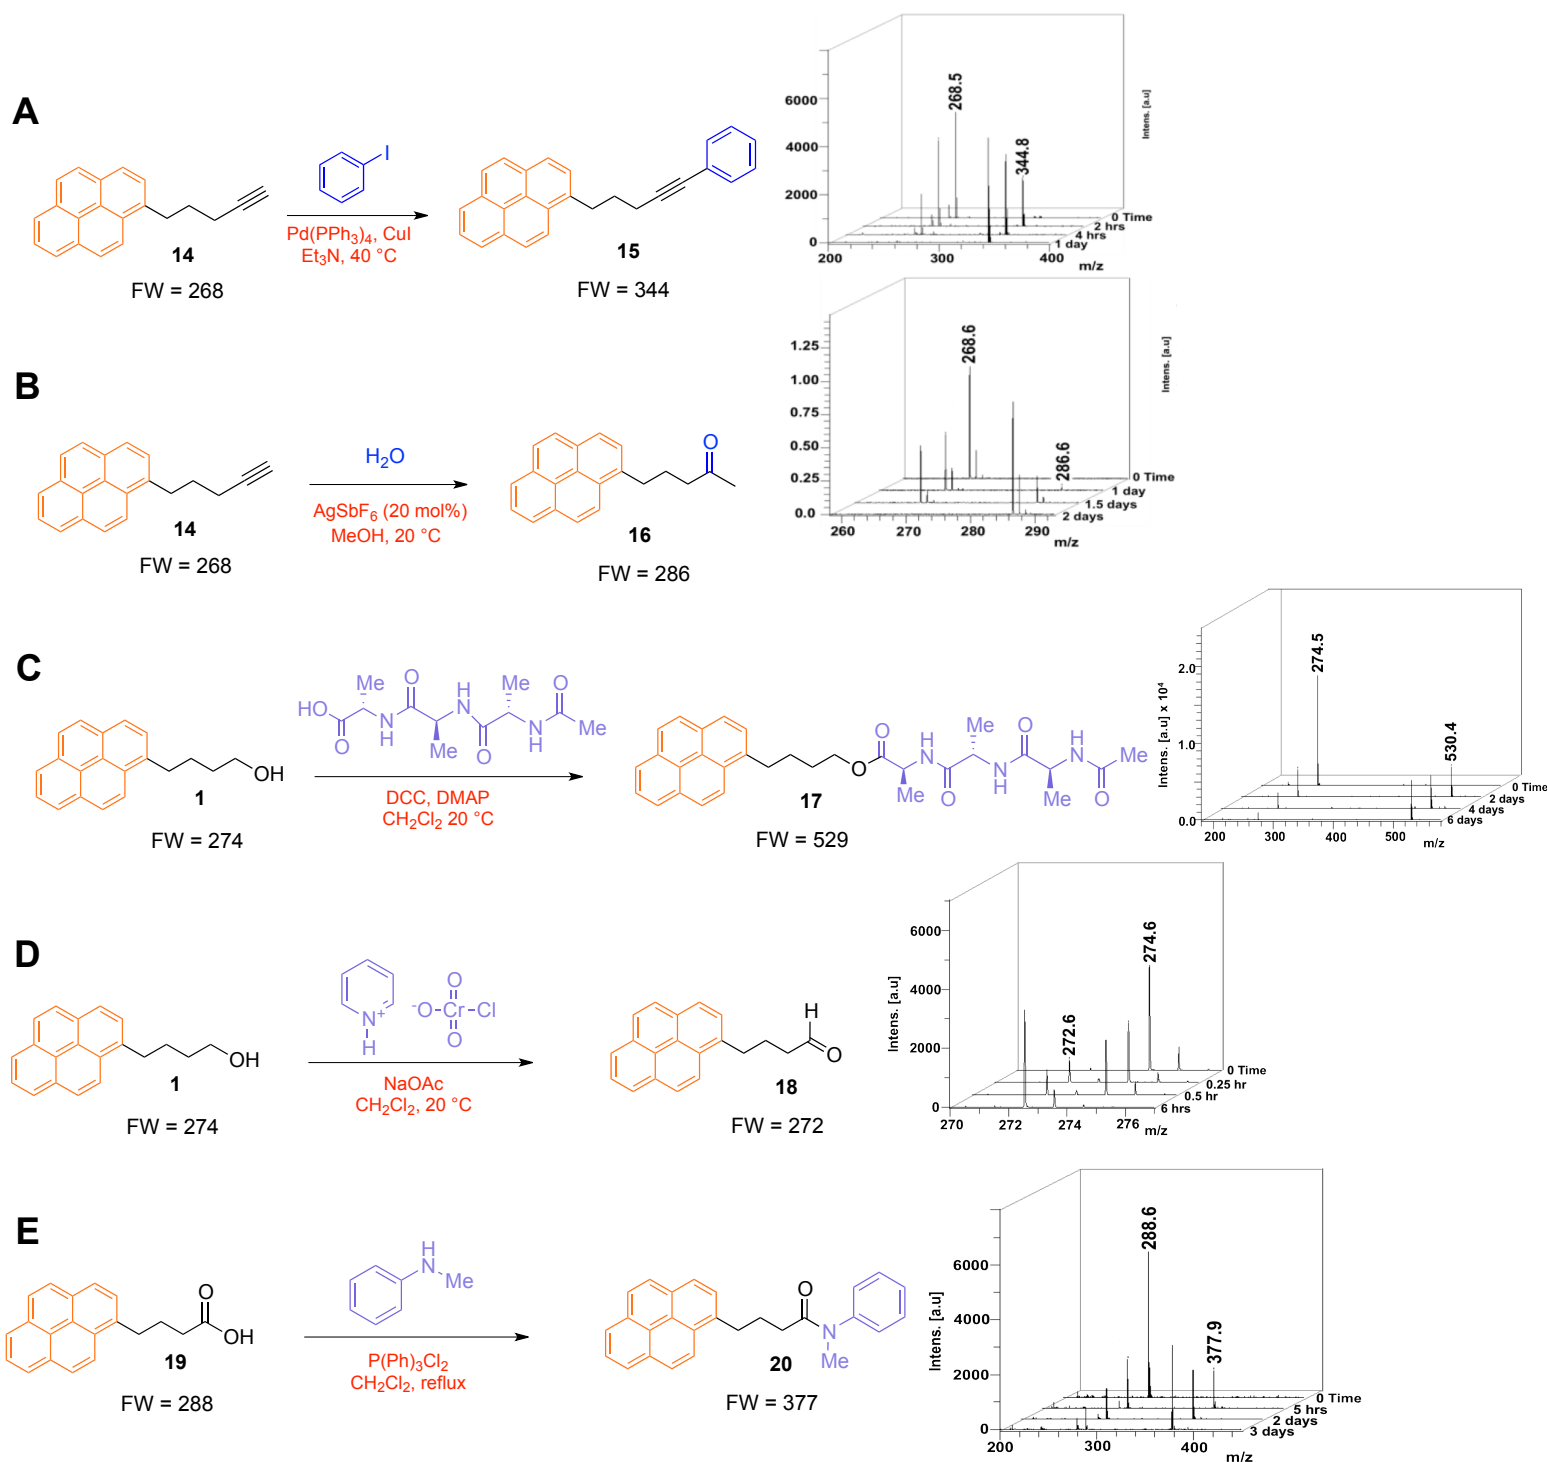 A
I
Pd(PPh3)4, CuI
Et3N, 40 °C
14
FW = 268
15
FW = 344
268.5
344.8
6000
4000
2000
0
200
300
400
m/z
0 Time
2 hrs
4 hrs
1 day
Intens. [a.u]
B
H2O
AgSbF6 (20 mol%)
MeOH, 20 °C
14
FW = 268
O
16
FW = 286
268.6
286.6
1.25
1.00
0.75
0.50
0.25
0.0
260
270
280
290
m/z
0 Time
1 day
1.5 days
2 days
Intens. [a.u]
C
OH
1
FW = 274
HO
O
Me
N
H
O
Me
H
N
O
Me
N
H
O
Me
DCC, DMAP
CH2Cl2 20 °C
O
O
Me
H
N
O
Me
N
H
O
Me
H
N
O
Me
17
FW = 529
274.5
530.4
Intens. [a.u] x 10^4
2.0
1.0
0.0
200
300
400
500
m/z
0 Time
2 days
4 days
6 days
D
OH
1
FW = 274
N+
H
-O
Cr
O
O
Cl
NaOAc
CH2Cl2, 20 °C
H
O
18
FW = 272
272.6
274.6
Intens. [a.u]
6000
4000
2000
0
270
272
274
276
m/z
0 Time
0.25 hr
0.5 hr
6 hrs
E
O
OH
19
FW = 288
H
N
Me
P(Ph)3Cl2
CH2Cl2, reflux
O
N
Me
20
FW = 377
288.6
377.9
Intens. [a.u]
6000
4000
2000
0
200
300
400
m/z
0 Time
5 hrs
2 days
3 days